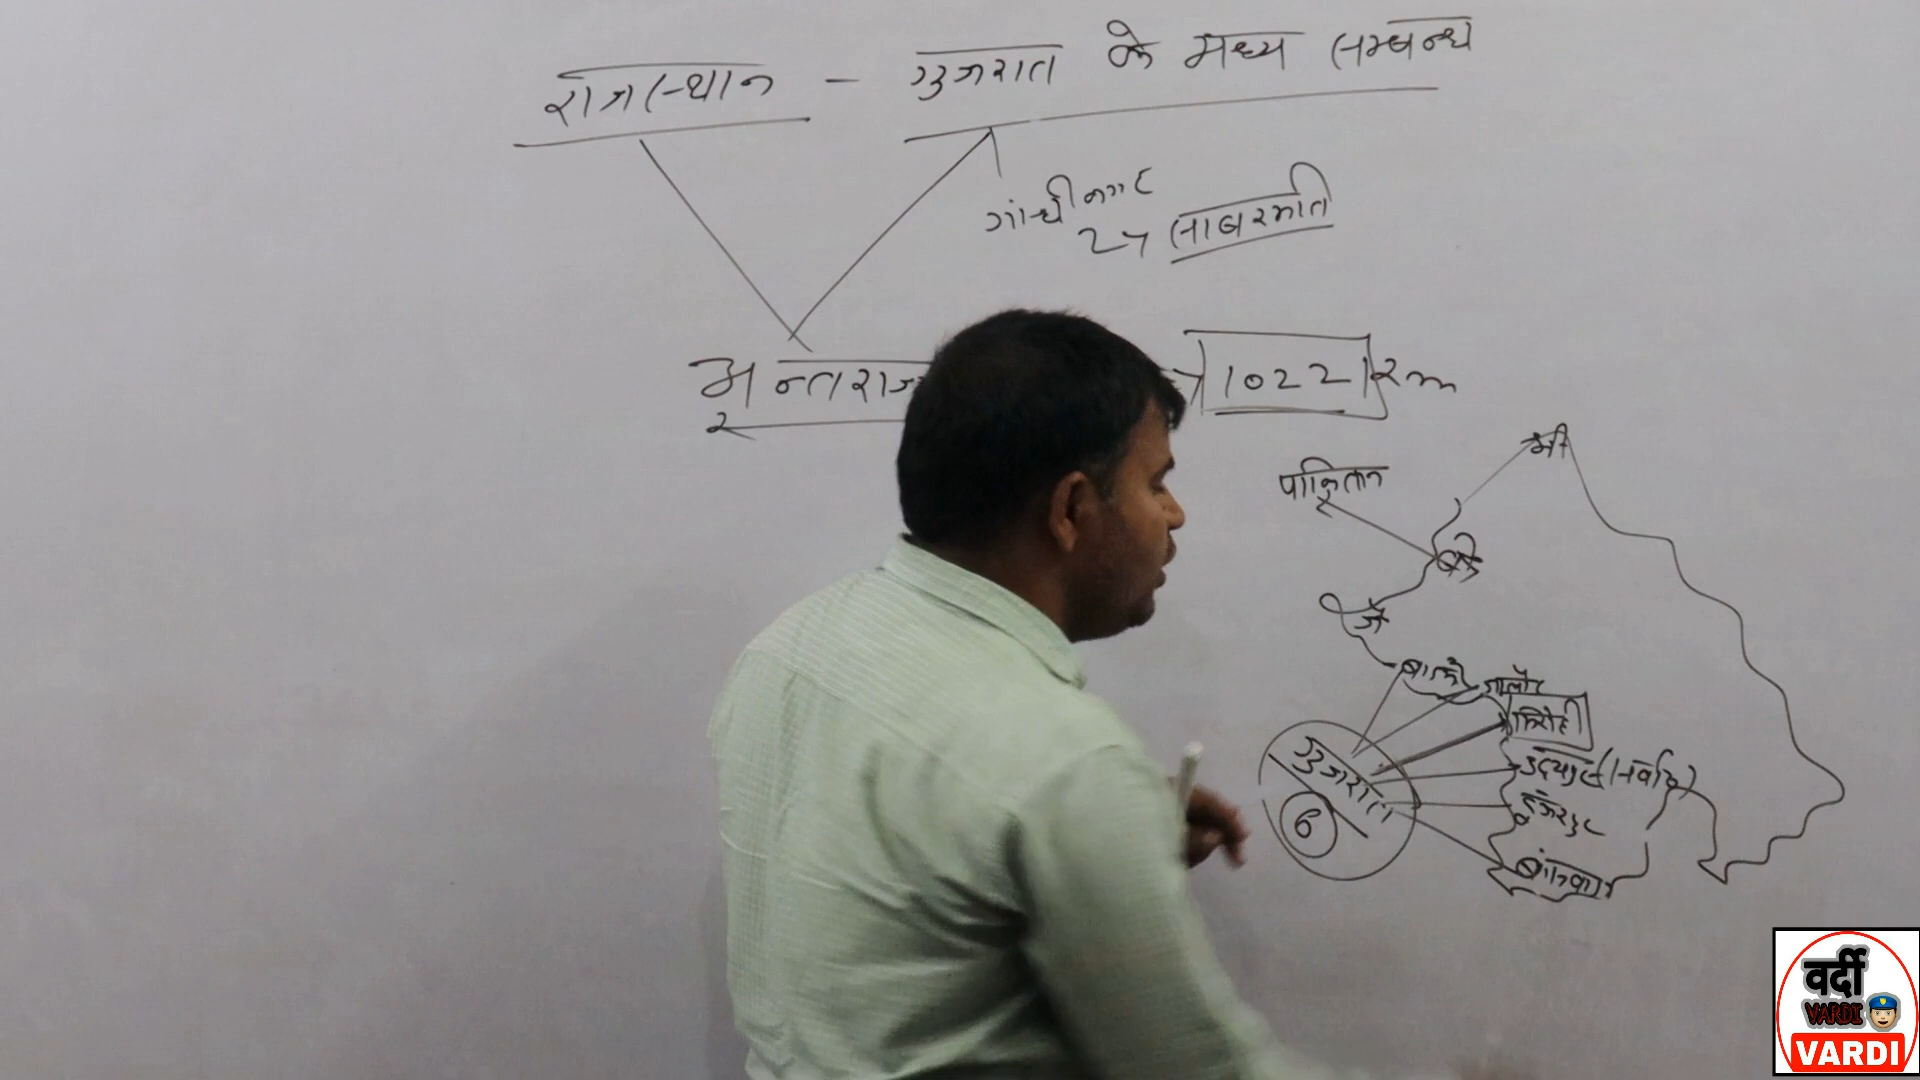 राजस्थान - गुजरात के मध्य सम्बन्ध
गांधीनगर
साबरमति
अन्तराज
1022 km
श्री
पाकिस्तान
बीके
जै
बाड़मेर
जालौर
सिरोही
उदयपुर (सर्वाधि)
गुजरात
डूंगरपुर
6
बांसवाड़ा
वर्दी
VARDI
VARDI